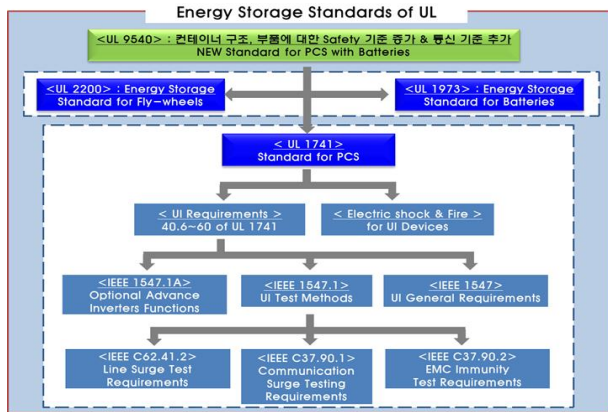 Energy Storage Standards of UL
<UL 9540> : 컨테이너 구조, 부품에 대한 Safety 기준 증가 & 통신 기준 추가
NEW Standard for PCS with Batteries
<UL 2200> : Energy Storage
Standard for Fly-wheels
<UL 1973> : Energy Storage
Standard for Batteries
< UL 1741>
Standard for PCS
< UI Requirements >
40.6~60 of UL 1741
< Electric shock & Fire >
for UI Devices
<IEEE 1547.1A>
Optional Advance
Inverters Functions
<IEEE 1547.1>
UI Test Methods
<IEEE 1547>
UI General Requirements
<IEEE C62.41.2>
Line Surge Test
Requirements
<IEEE C37.90.1>
Communication
Surge Testing
Requirements
<IEEE C37.90.2>
EMC Immunity
Test Requirements